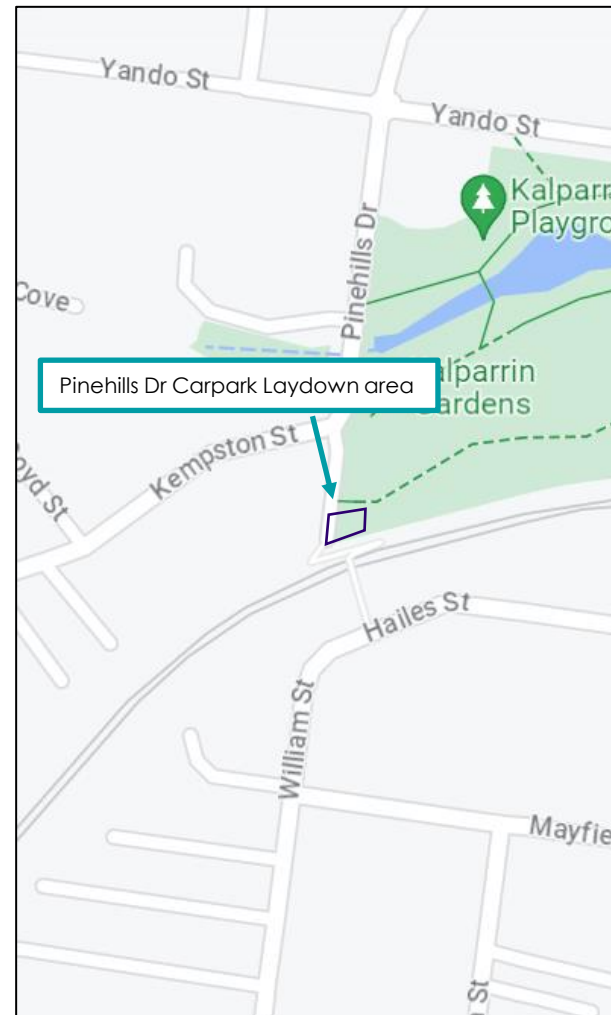 Yando St
Yando St
Kalparr
Playgro
Pinehills Dr
Cove
Pinehills Dr Carpark Laydown area
alparrin
Gardens
Kempston St
oyd St
Hailes St
William St
Mayfie
St